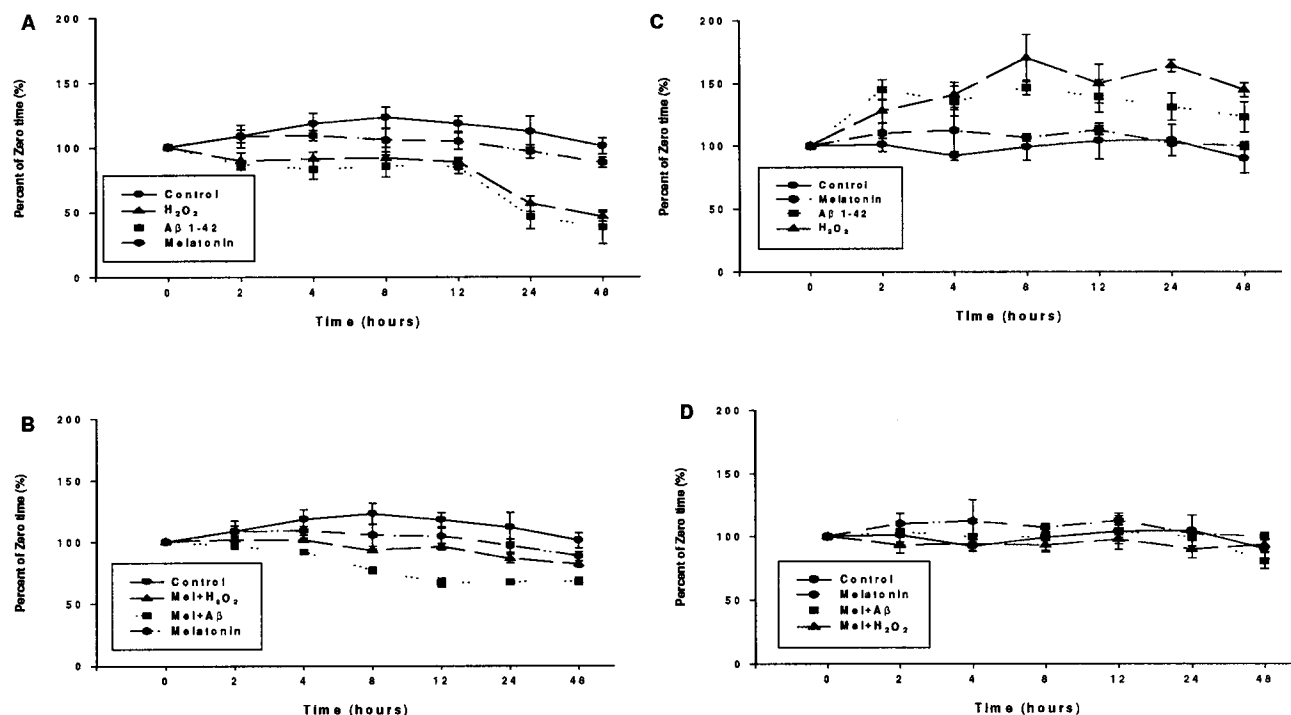 A
Percent of Zero time (%)
200
150
100
50
0
Control
H₂O₂
Aβ 1-42
Melatonin
0 2 4 8 12 24 48
Time (hours)
C
Percent of Zero time (%)
200
150
100
50
0
Control
Melatonin
Aβ 1-42
H₂O₂
0 2 4 8 12 24 48
Time (hours)
B
Percent of Zero time (%)
200
150
100
50
0
Control
Mel+H₂O₂
Mel+Aβ
Melatonin
0 2 4 8 12 24 48
Time (hours)
D
Percent of Zero time (%)
200
150
100
50
0
Control
Melatonin
Mel+Aβ
Mel+H₂O₂
0 2 4 8 12 24 48
Time (hours)